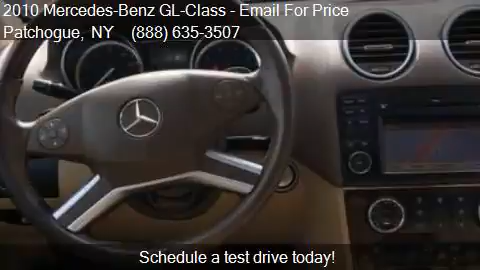 2010 Mercedes-Benz GL-Class - Email For Price
Patchogue, NY    (888) 635-3507
Schedule a test drive today!